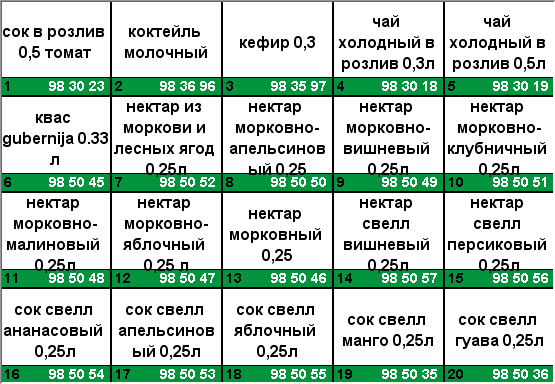 сок в розлив
0,5 томат
1 98 30 23
коктейль
молочный
2 98 36 96
кефир 0,3
3 98 35 97
чай
холодный в
розлив 0,3л
4 98 30 18
чай
холодный в
розлив 0,5л
5 98 30 19
квас
gubernija 0.33
л
6 98 50 45
нектар из
моркови и
лесных ягод
0,25л
7 98 50 52
нектар
морковно-
апельсинов
ый 0,25
8 98 50 50
нектар
морковно-
вишневый
0,25л
9 98 50 49
нектар
морковно-
клубничный
0,25л
10 98 50 51
нектар
морковно-
малиновый
0,25л
11 98 50 48
нектар
морковно-
яблочный
0,25л
12 98 50 47
нектар
морковный
0,25
13 98 50 46
нектар
свелл
вишневый
0,25л
14 98 50 57
нектар
свелл
персиковый
0,25л
15 98 50 56
сок свелл
ананасовый
0,25л
16 98 50 54
сок свелл
апельсинов
ый 0,25л
17 98 50 53
сок свелл
яблочный
0,25л
18 98 50 55
сок свелл
манго 0,25л
19 98 50 35
сок свелл
гуава 0,25л
20 98 50 36